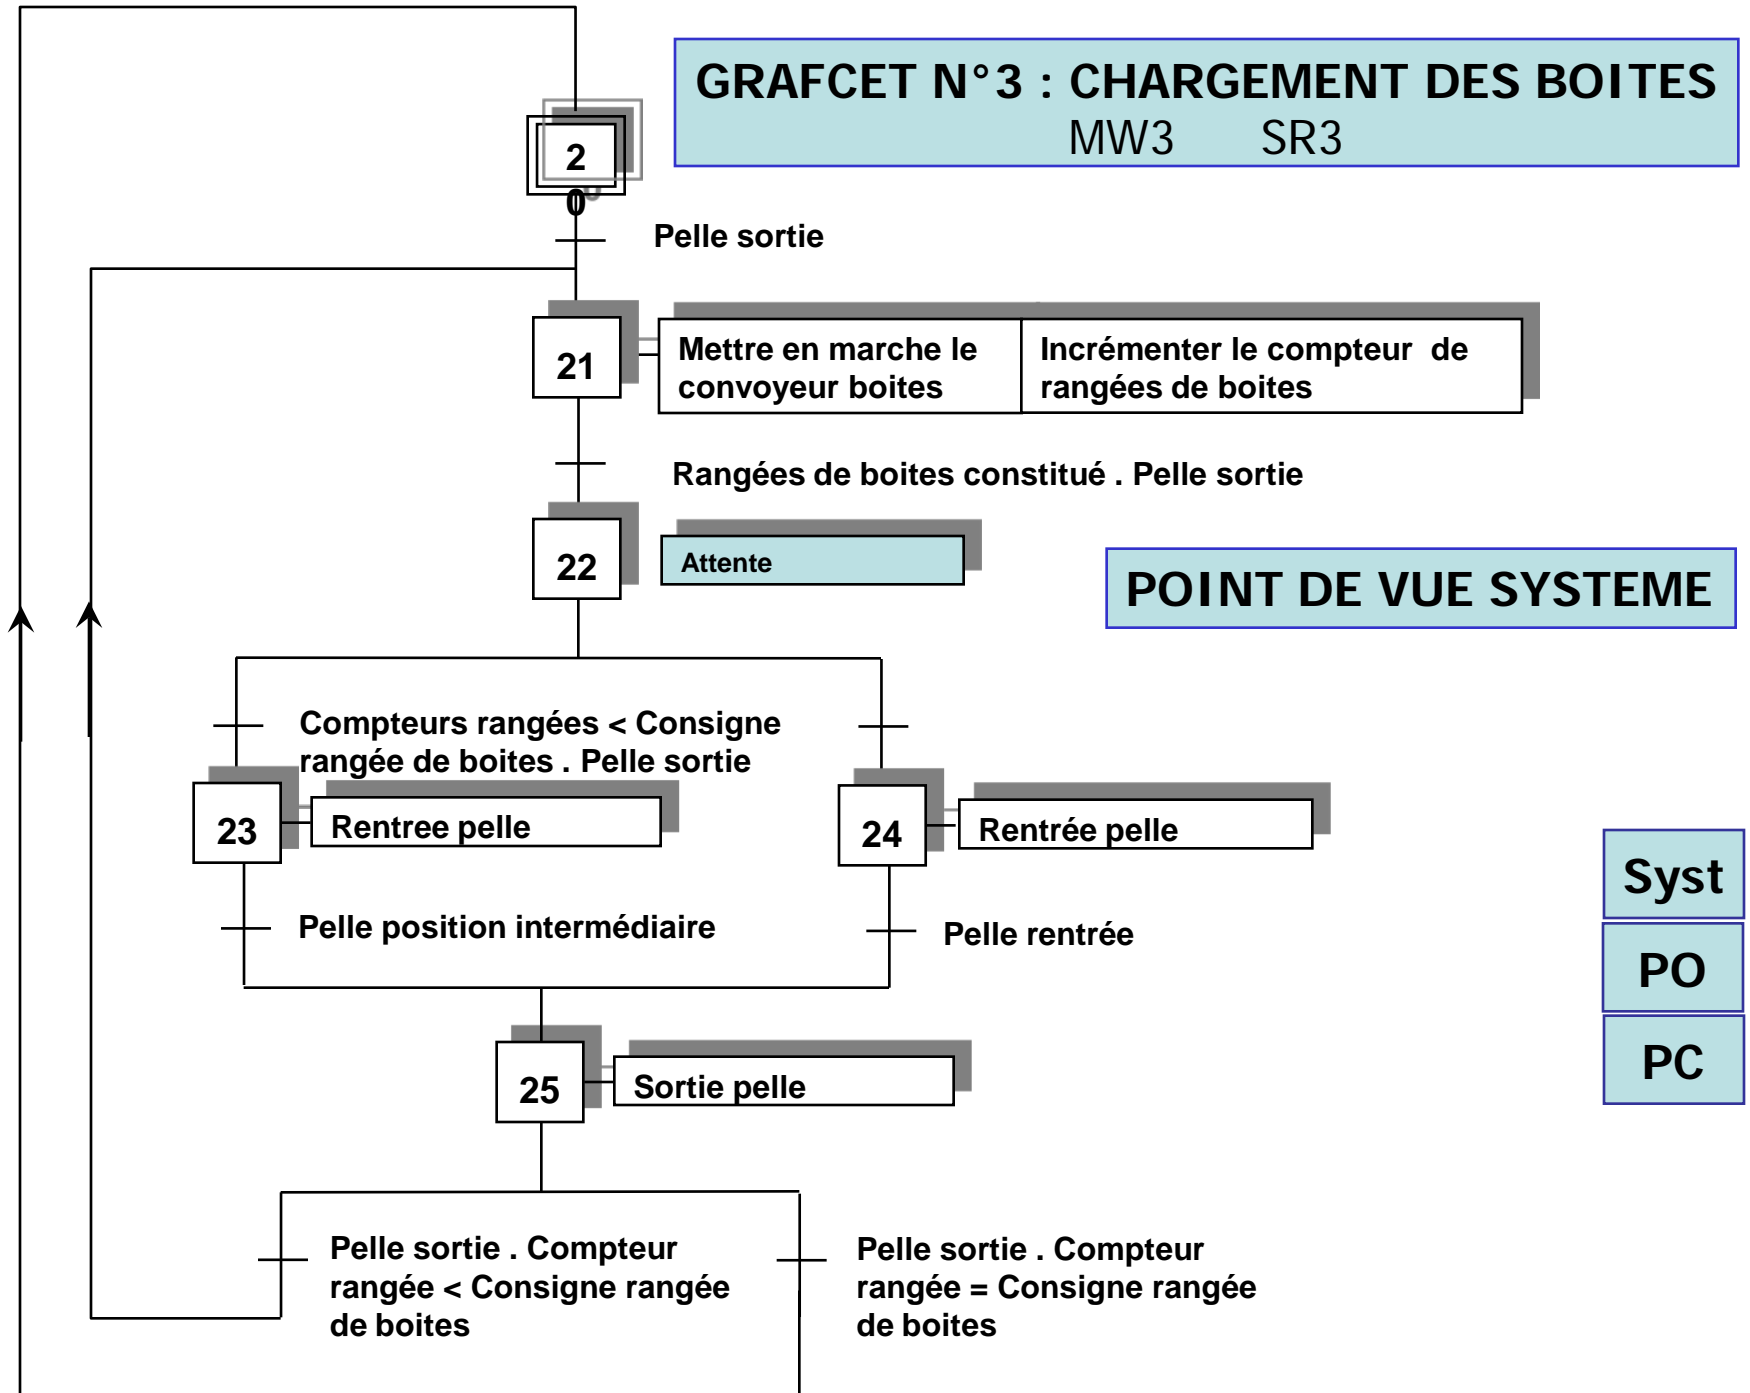 GRAFCET N°3 : CHARGEMENT DES BOITES
MW3 SR3
2
0
Pelle sortie
21
Mettre en marche le
convoyeur boites
Incrémenter le compteur de
rangées de boites
Rangées de boites constitué . Pelle sortie
22
Attente
POINT DE VUE SYSTEME
Compteurs rangées < Consigne
rangée de boites . Pelle sortie
23
Rentree pelle
24
Rentrée pelle
Syst
Pelle position intermédiaire
Pelle rentrée
PO
PC
25
Sortie pelle
Pelle sortie . Compteur
rangée < Consigne rangée
de boites
Pelle sortie . Compteur
rangée = Consigne rangée
de boites